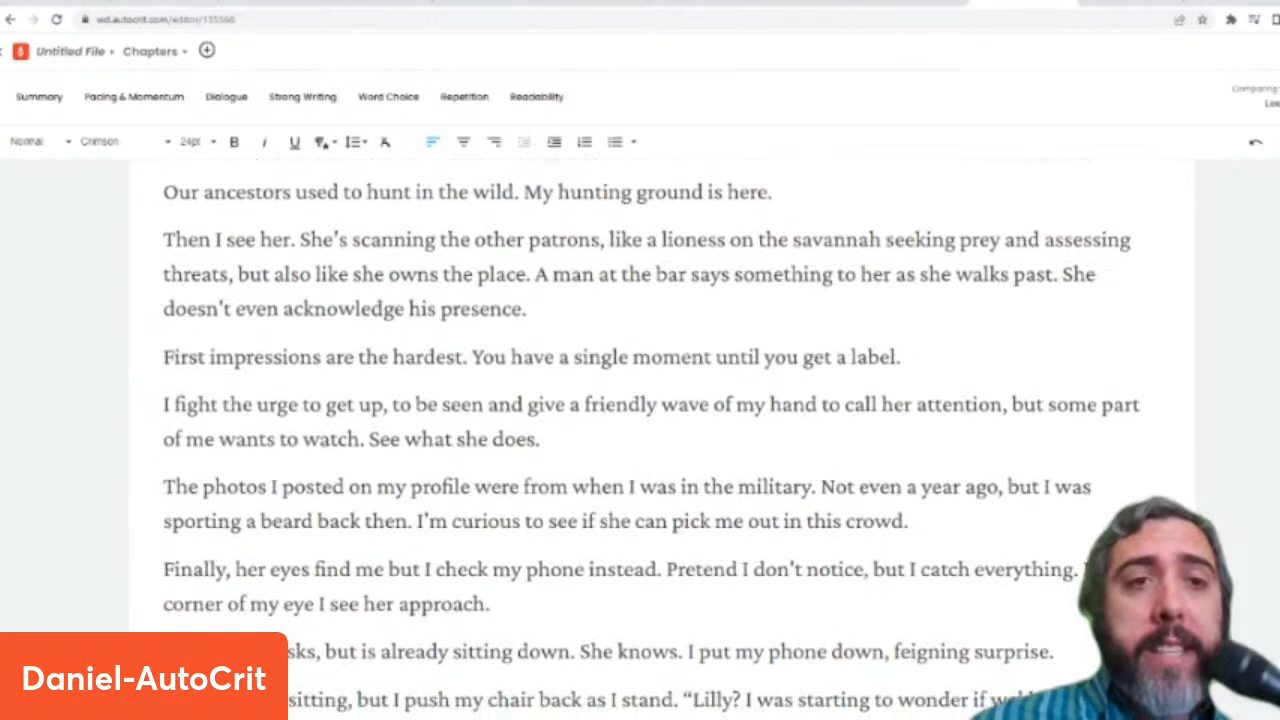 wd.autocrit.com/editor/135566
Untitled File Chapters
Summary Pacing & Momentum Dialogue Strong Writing Word Choice Repetition Readability
Comparing
Normal Crimson 24pt B I U
Our ancestors used to hunt in the wild. My hunting ground is here.
Then I see her. She’s scanning the other patrons, like a lioness on the savannah seeking prey and assessing
threats, but also like she owns the place. A man at the bar says something to her as she walks past. She
doesn't even acknowledge his presence.
First impressions are the hardest. You have a single moment until you get a label.
I fight the urge to get up, to be seen and give a friendly wave of my hand to call her attention, but some part
of me wants to watch. See what she does.
The photos I posted on my profile were from when I was in the military. Not even a year ago, but I was
sporting a beard back then. I'm curious to see if she can pick me out in this crowd.
Finally, her eyes find me but I check my phone instead. Pretend I don't notice, but I catch everything.
corner of my eye I see her approach.
but is already sitting down. She knows. I put my phone down, feigning surprise.
sitting, but I push my chair back as I stand. “Lilly? I was starting to wonder if
Daniel-AutoCrit